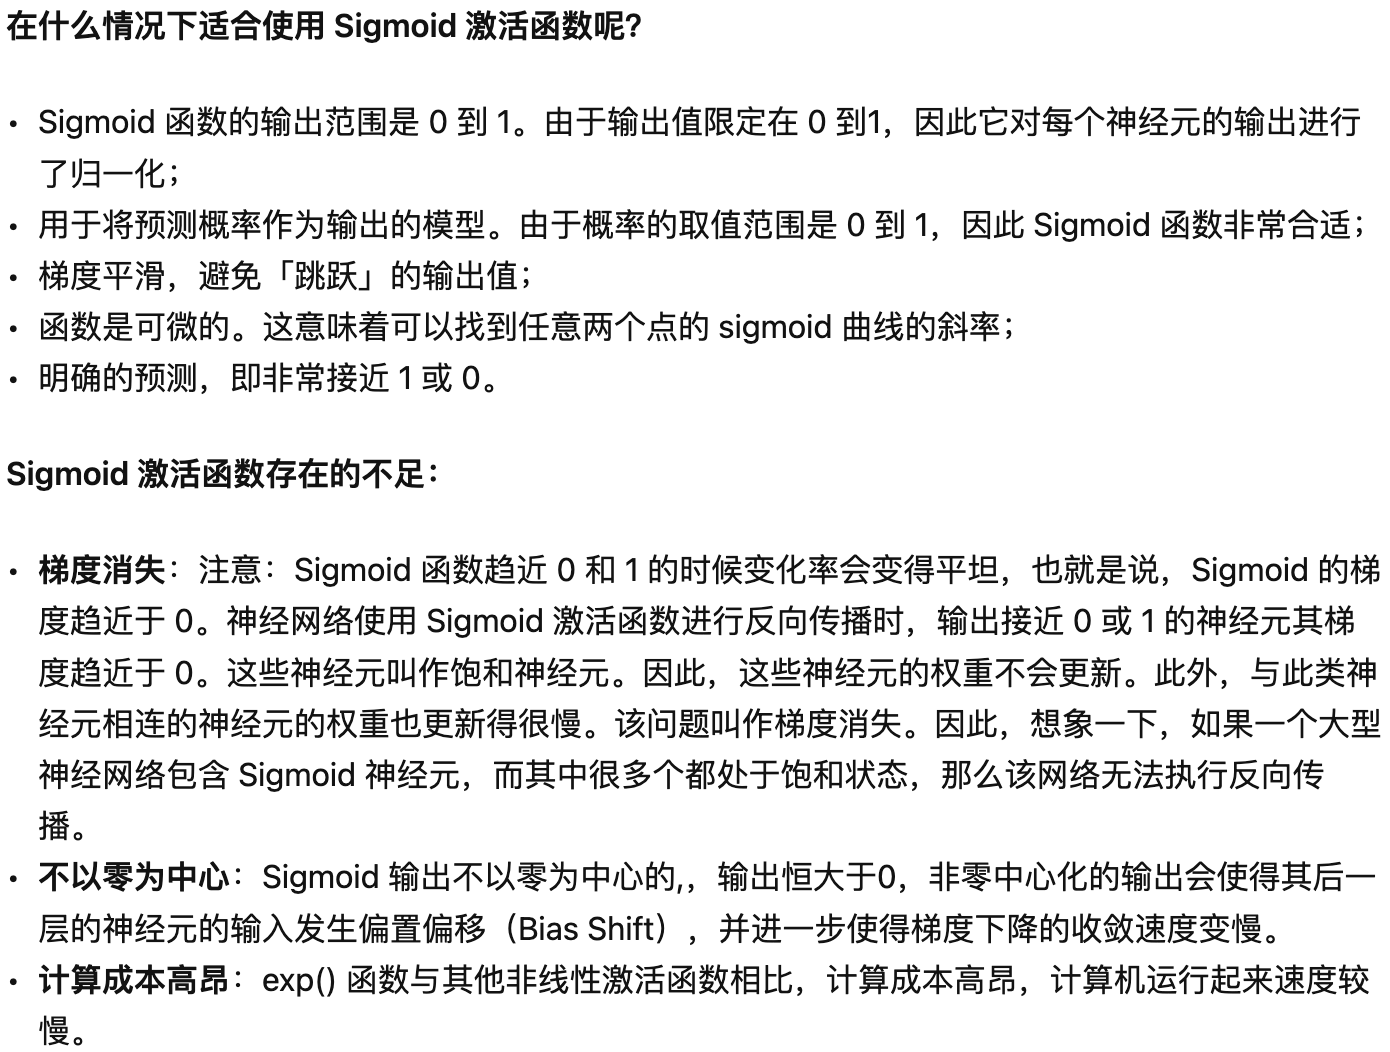 在什么情况下适合使用 Sigmoid 激活函数呢?
• Sigmoid 函数的输出范围是 0 到 1。由于输出值限定在 0 到1，因此它对每个神经元的输出进行
了归一化；
• 用于将预测概率作为输出的模型。由于概率的取值范围是 0 到 1，因此 Sigmoid 函数非常合适；
• 梯度平滑，避免「跳跃」的输出值；
• 函数是可微的。这意味着可以找到任意两个点的 sigmoid 曲线的斜率；
• 明确的预测，即非常接近 1 或 0。
Sigmoid 激活函数存在的不足：
• 梯度消失：注意：Sigmoid 函数趋近 0 和 1 的时候变化率会变得平坦，也就是说，Sigmoid 的梯
度趋近于 0。神经网络使用 Sigmoid 激活函数进行反向传播时，输出接近 0 或 1 的神经元其梯
度趋近于 0。这些神经元叫作饱和神经元。因此，这些神经元的权重不会更新。此外，与此类神
经元相连的神经元的权重也更新得很慢。该问题叫作梯度消失。因此，想象一下，如果一个大型
神经网络包含 Sigmoid 神经元，而其中很多个都处于饱和状态，那么该网络无法执行反向传
播。
• 不以零为中心：Sigmoid 输出不以零为中心的,，输出恒大于0，非零中心化的输出会使得其后一
层的神经元的输入发生偏置偏移（Bias Shift），并进一步使得梯度下降的收敛速度变慢。
• 计算成本高昂：exp() 函数与其他非线性激活函数相比，计算成本高昂，计算机运行起来速度较
慢。